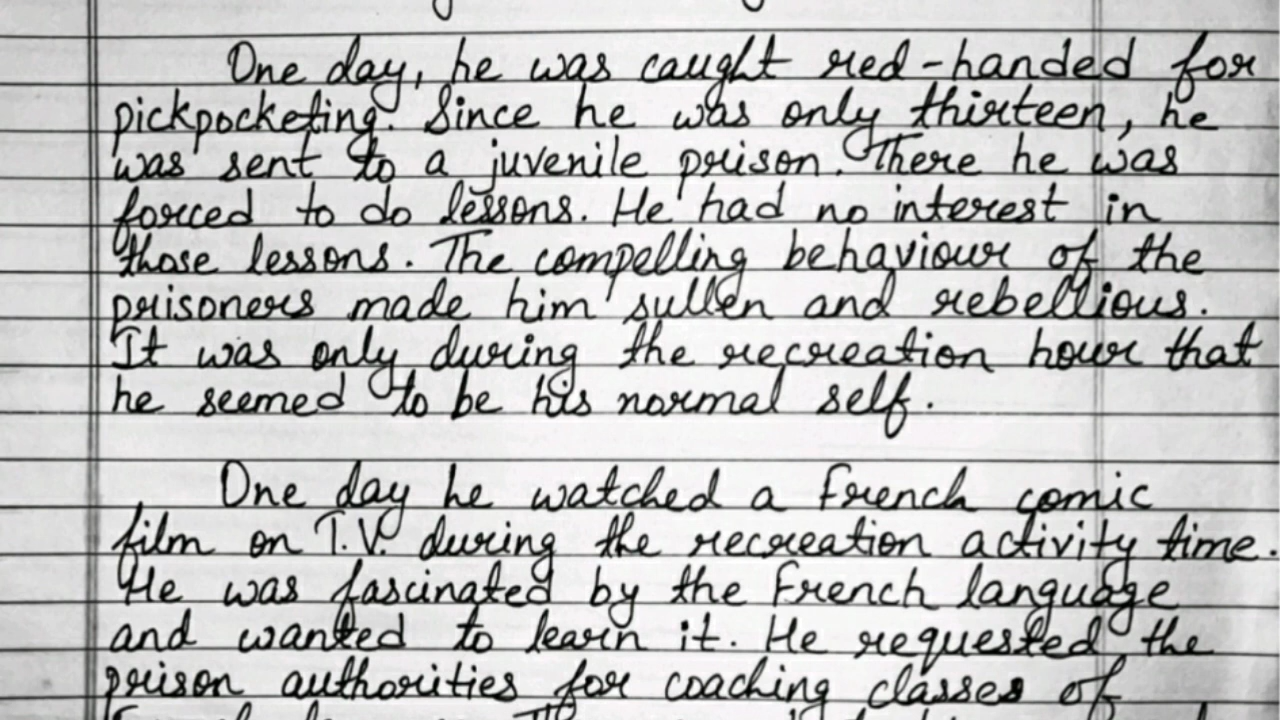 One day, he was caught red-handed for
pickpocketing. Since he was only thirteen, he
was sent to a juvenile prison. There he was
forced to do lessons. He had no interest in
those lessons. The compelling behaviour of the
prisoners made him sullen and rebellious.
It was only during the recreation hour that
he seemed to be his normal self.
One day he watched a French comic
film on T.V. during the recreation activity time.
He was fascinated by the French language
and wanted to learn it. He requested the
prison authorities for coaching classes of